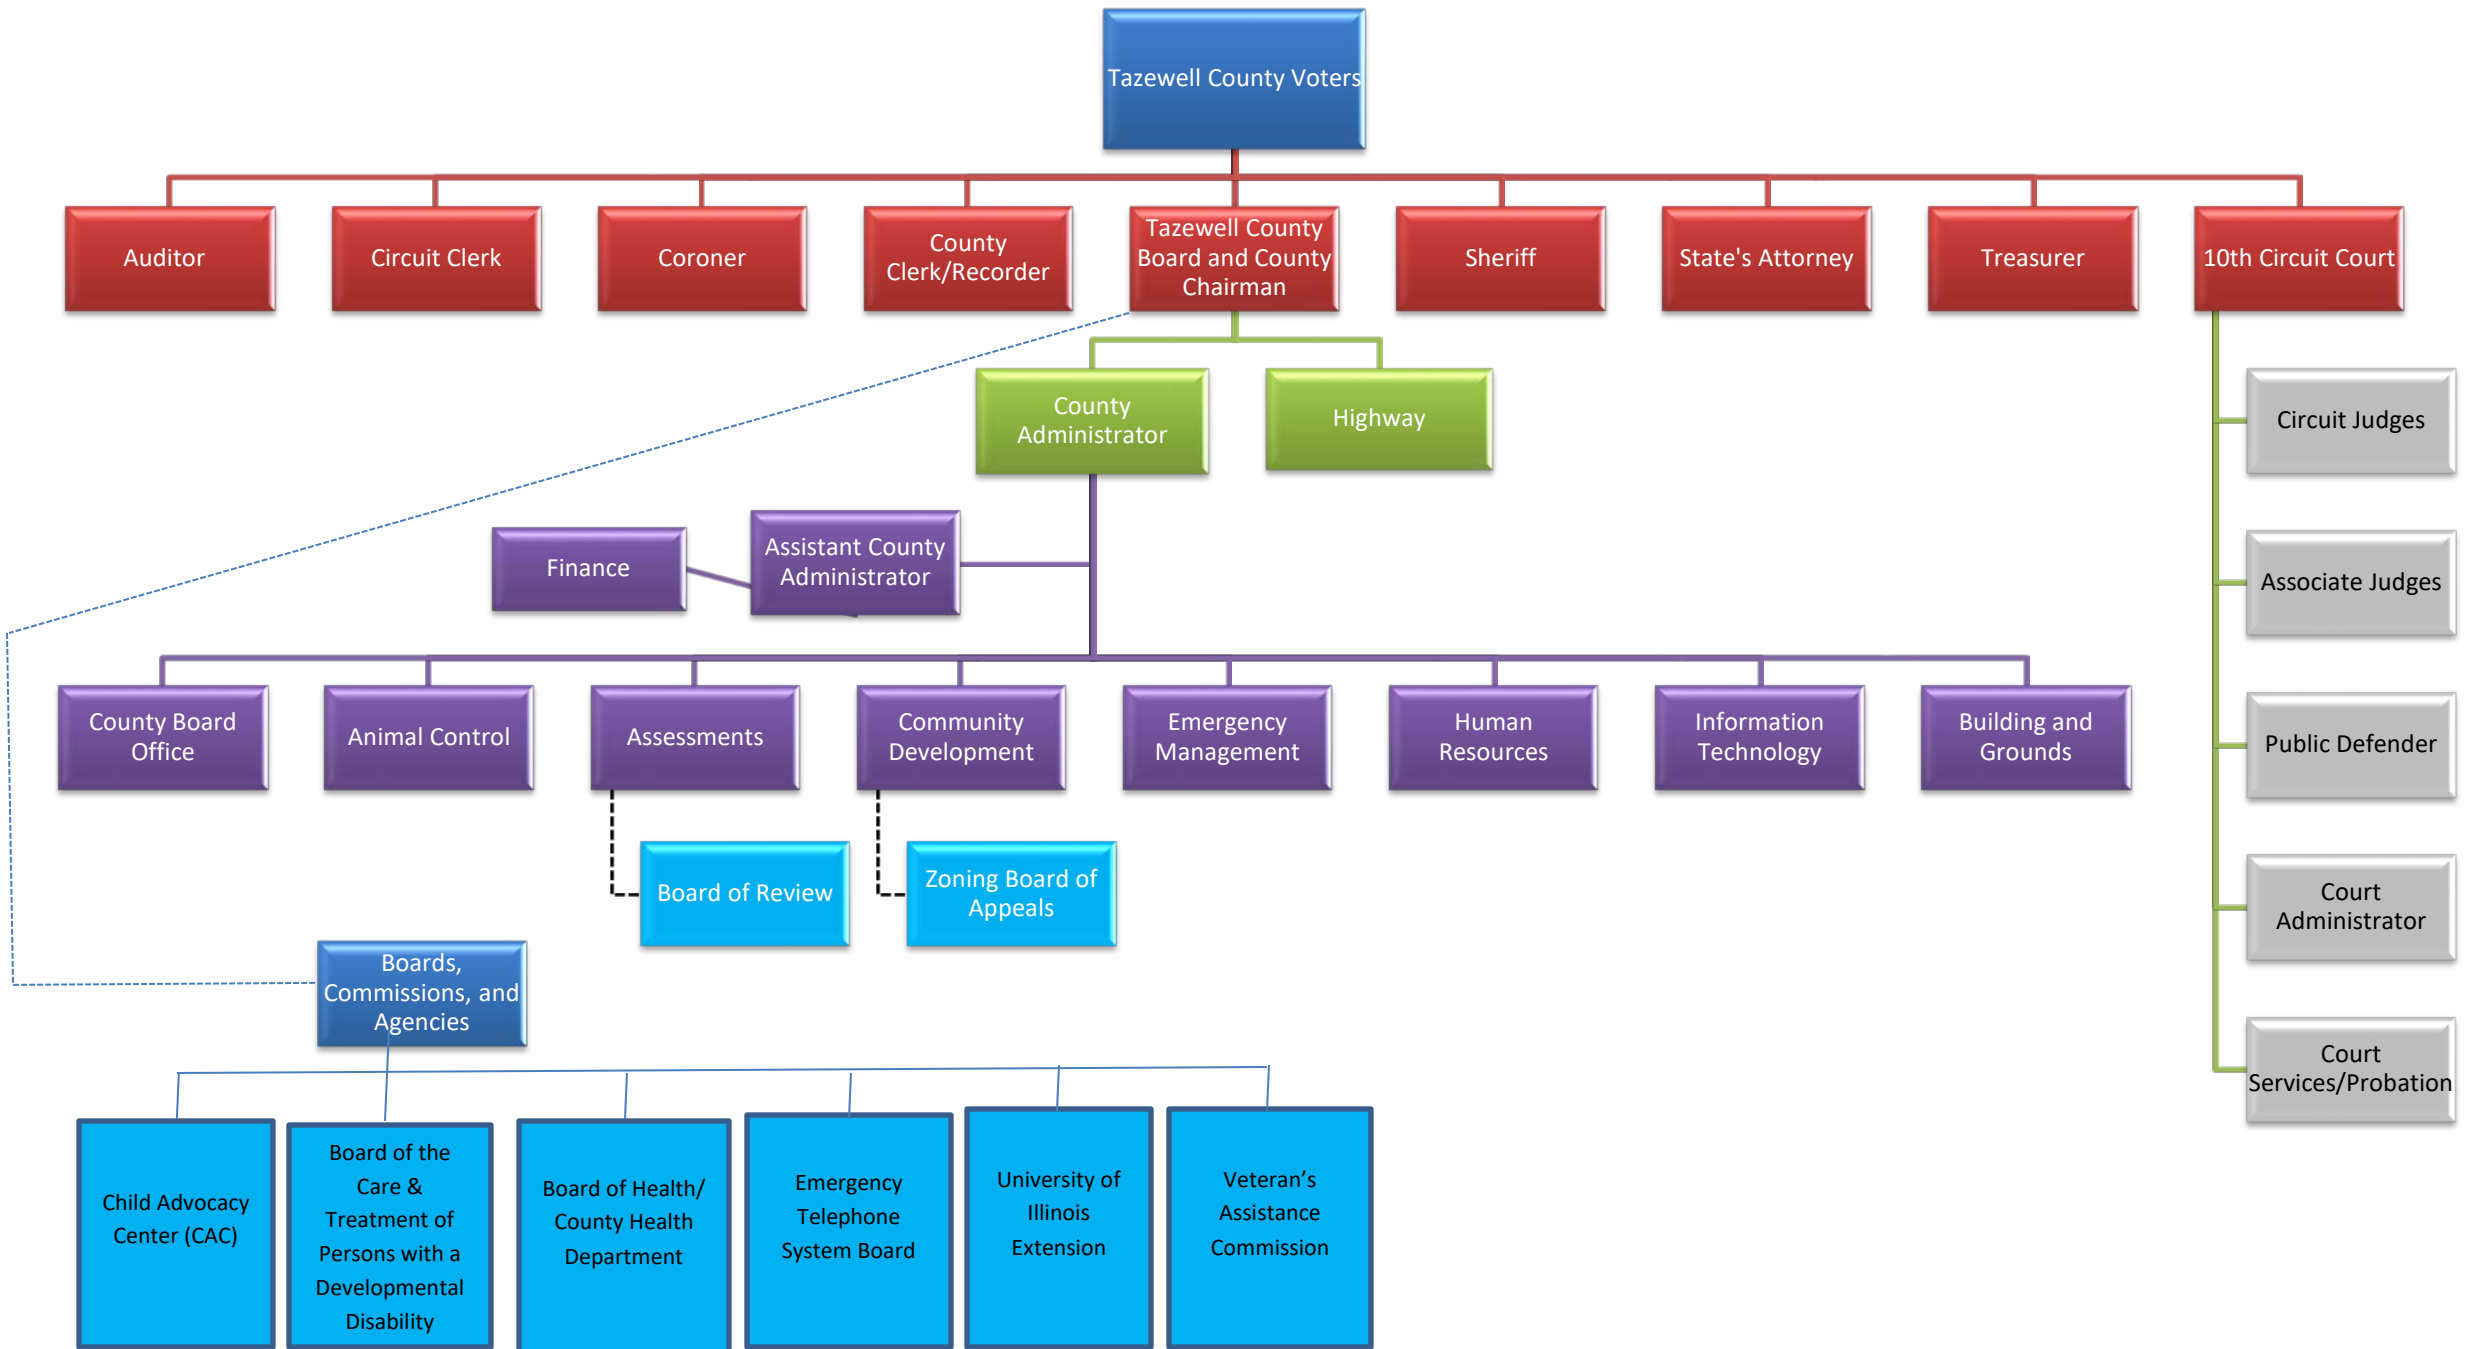 Tazewell County Voters
Auditor
Circuit Clerk
Coroner
County
Clerk/Recorder
Tazewell County
Board and County
Chairman
Sheriff
State's Attorney
Treasurer
10th Circuit Court
County
Administrator
Highway
Circuit Judges
Finance
Assistant County
Administrator
Associate Judges
County Board
Office
Animal Control
Assessments
Community
Development
Emergency
Management
Human
Resources
Information
Technology
Building and
Grounds
Public Defender
Board of Review
Zoning Board of
Appeals
Court
Administrator
Boards,
Commissions, and
Agencies
Court
Services/Probation
Child Advocacy
Center (CAC)
Board of the
Care &
Treatment of
Persons with a
Developmental
Disability
Board of Health/
County Health
Department
Emergency
Telephone
System Board
University of
Illinois
Extension
Veteran’s
Assistance
Commission